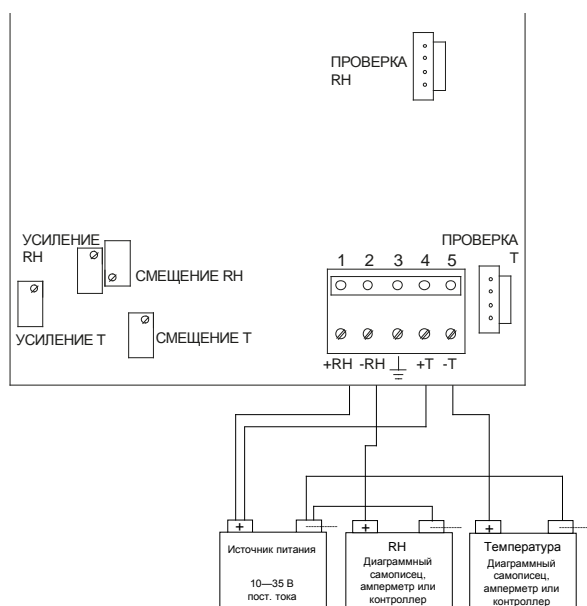 ПРОВЕРКА
RH
УСИЛЕНИЕ
RH
СМЕЩЕНИЕ RH
УСИЛЕНИЕ T
СМЕЩЕНИЕ T
ПРОВЕРКА
T
1 2 3 4 5
+RH -RH +T -T
+ + +
Источник питания
10—35 В
пост. тока
RH
Диаграммный
самописец,
амперметр или
контроллер
Температура
Диаграммный
самописец,
амперметр или
контроллер